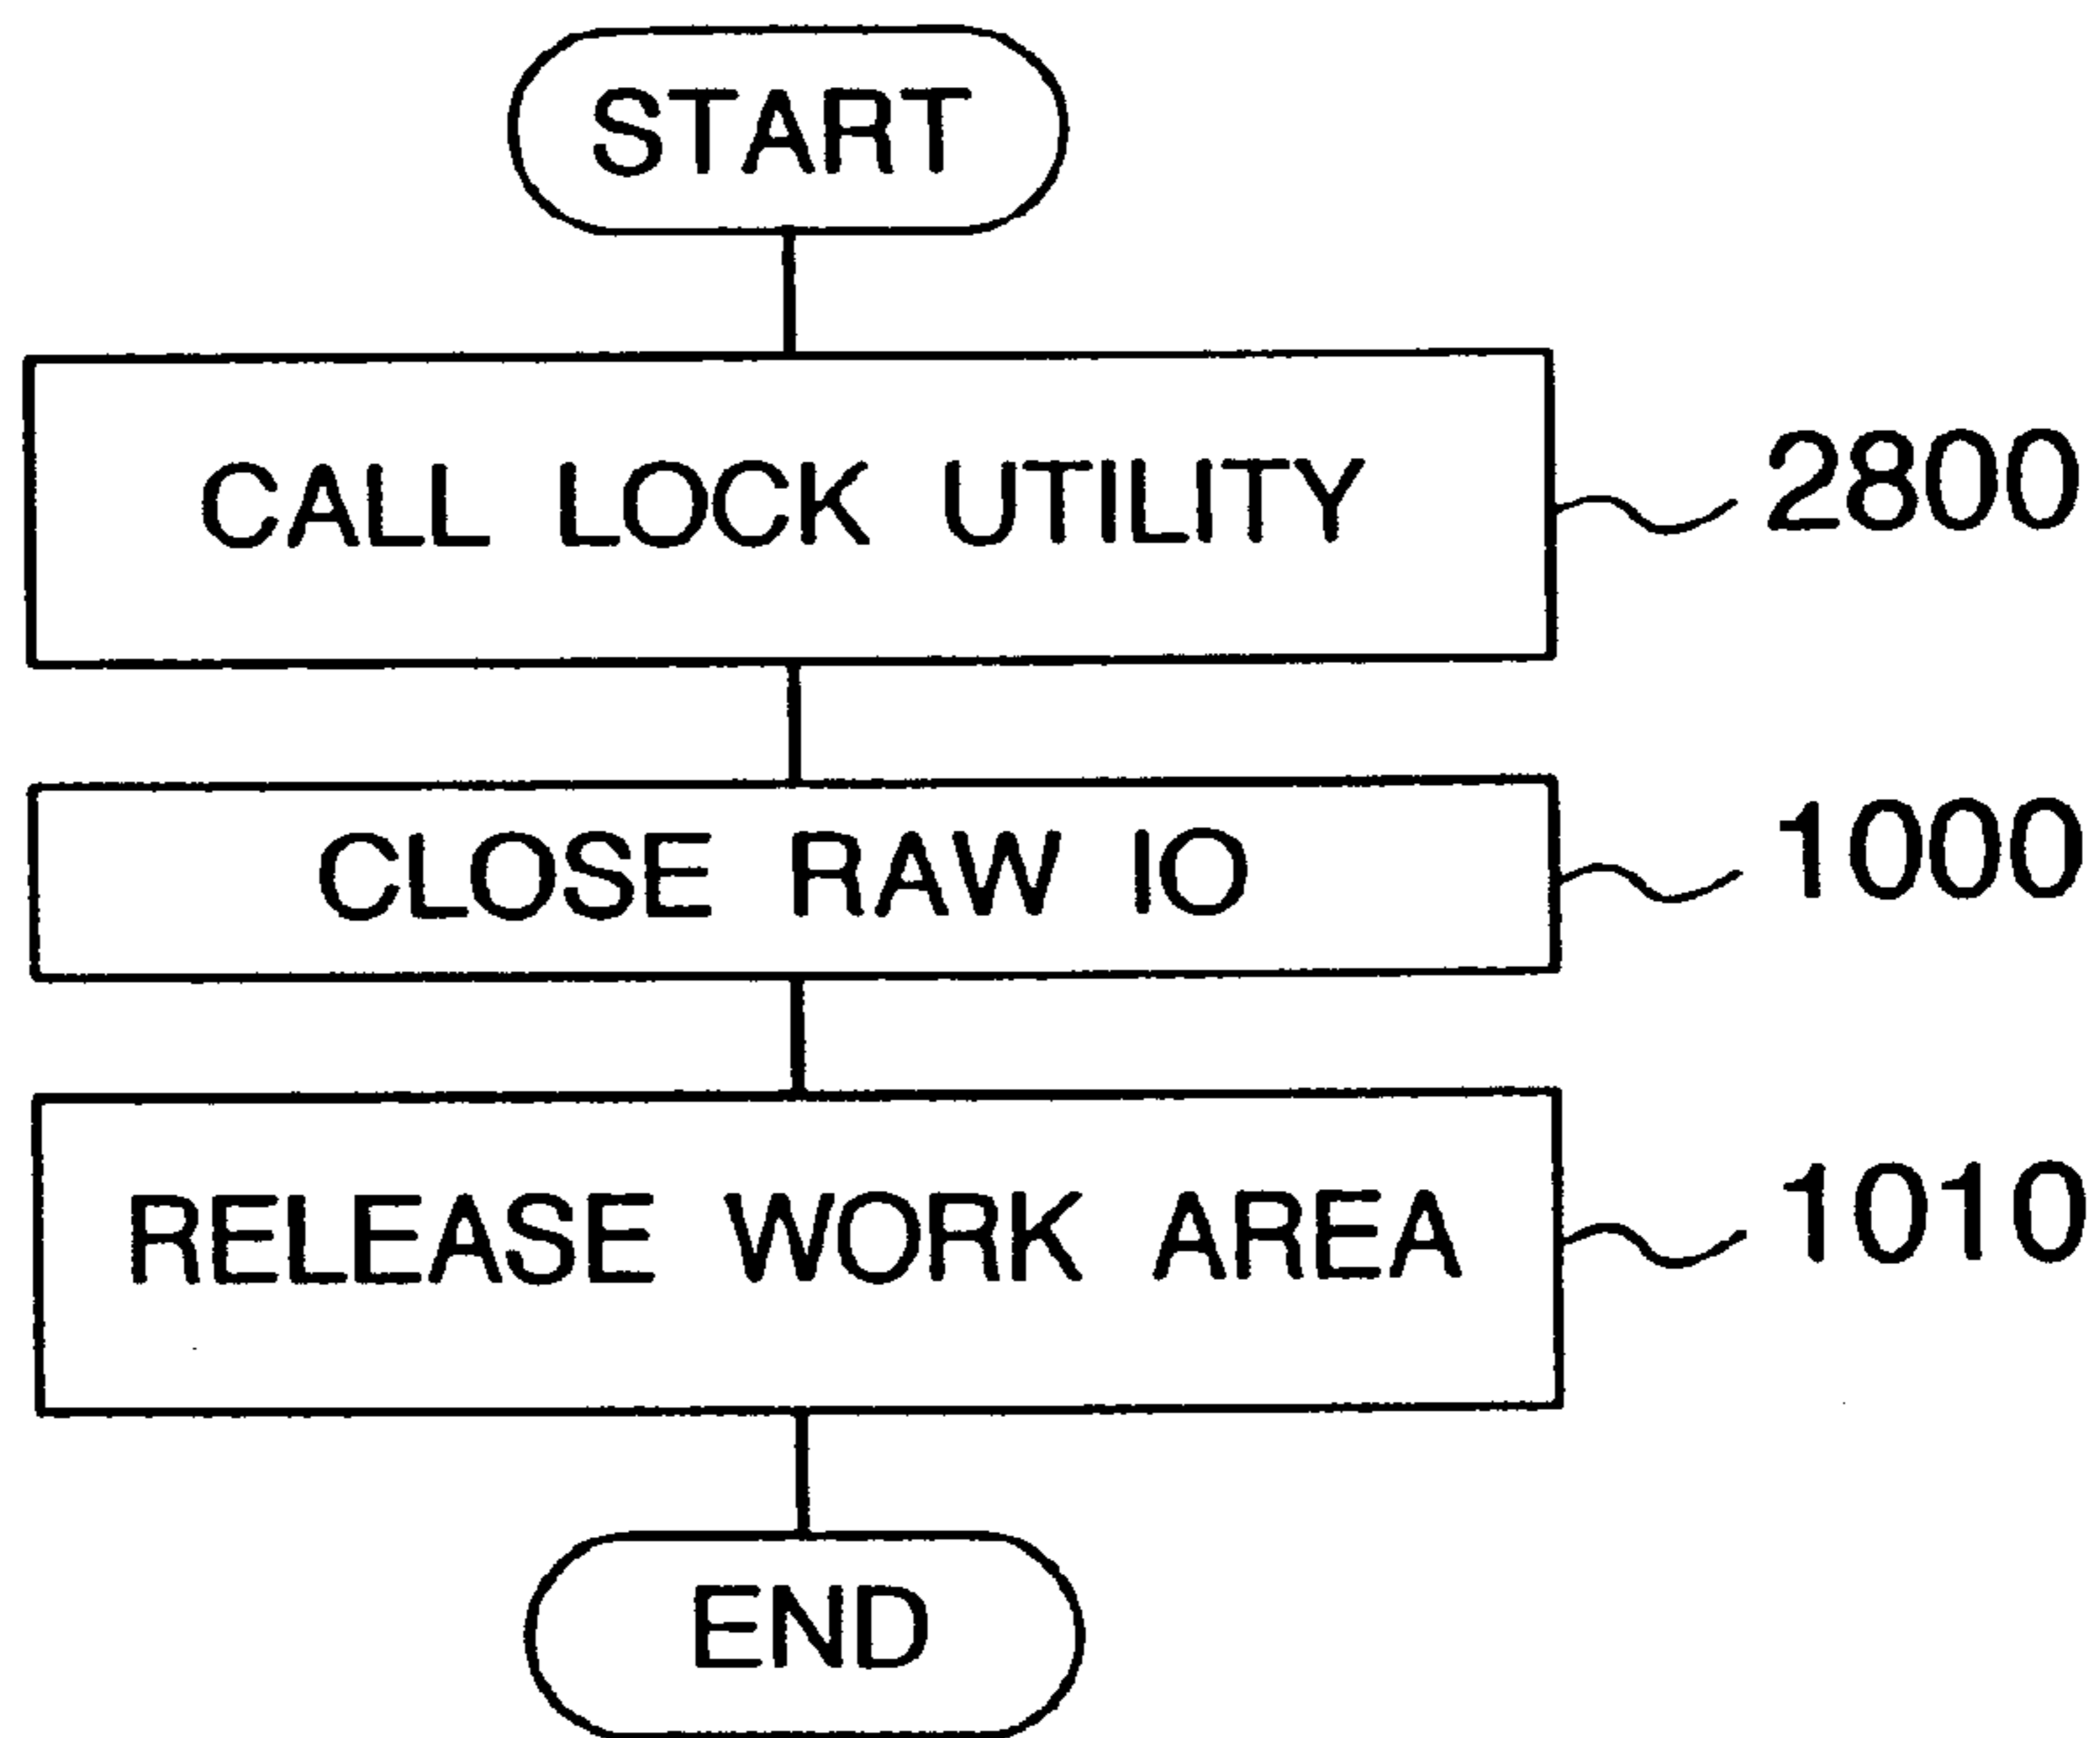 START
CALL LOCK UTILITY 2800
CLOSE RAW IO 1000
RELEASE WORK AREA 1010
END